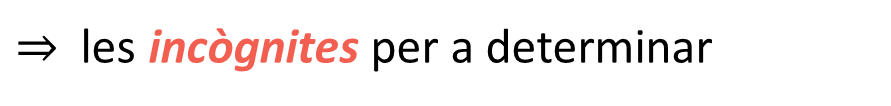 ⇒ les incògnites per a determinar